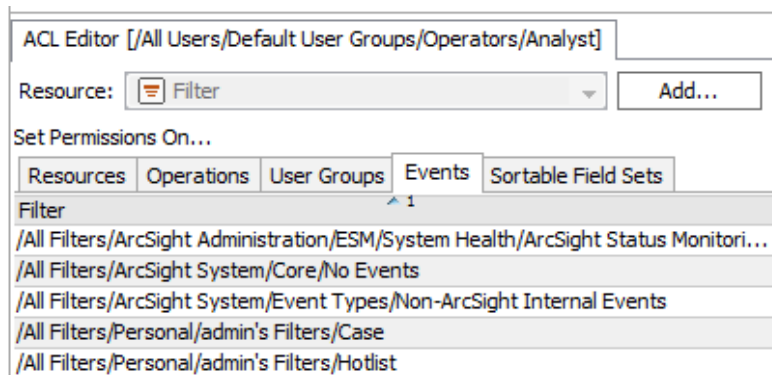 ACL Editor [/All Users/Default User Groups/Operators/Analyst]
Resource: Filter Add...
Set Permissions On...
Resources Operations User Groups Events Sortable Field Sets
Filter 1
/All Filters/ArcSight Administration/ESM/System Health/ArcSight Status Monitori...
/All Filters/ArcSight System/Core/No Events
/All Filters/ArcSight System/Event Types/Non-ArcSight Internal Events
/All Filters/Personal/admin's Filters/Case
/All Filters/Personal/admin's Filters/Hotlist